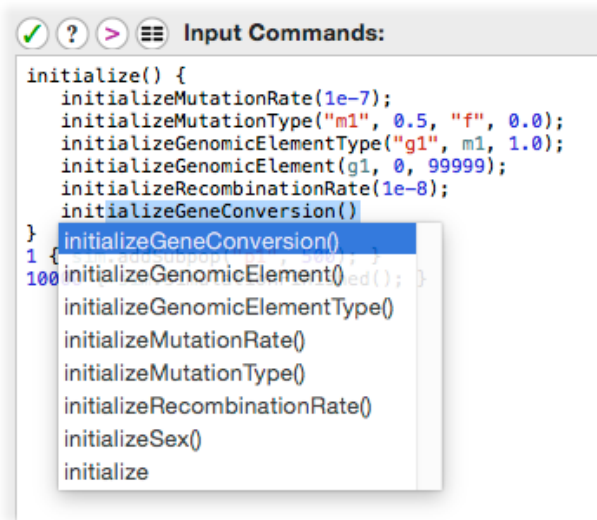 Input Commands:
initialize() {
initializeMutationRate(1e-7);
initializeMutationType("m1", 0.5, "f", 0.0);
initializeGenomicElementType("g1", m1, 1.0);
initializeGenomicElement(g1, 0, 99999);
initializeRecombinationRate(1e-8);
initializeGeneConversion()
}
initializeGeneConversion()
1 {
initializeGenomicElement()
100
initializeGenomicElementType()
initializeMutationRate()
initializeMutationType()
initializeRecombinationRate()
initializeSex()
initialize